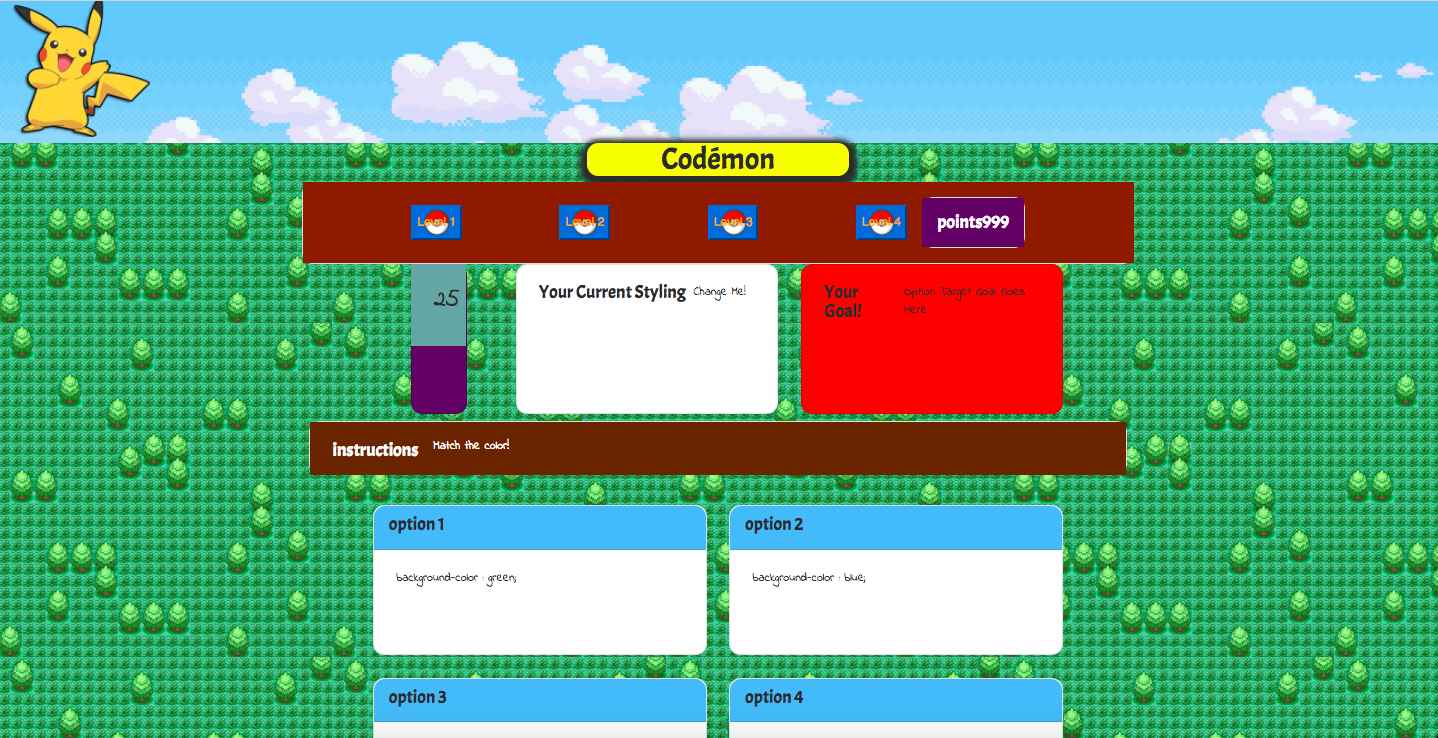 Codémon
Level 1
Level 2
Level 3
Level 4
points999
25
Your Current Styling
Change Me!
Your
Goal!
Option Target Goal Goes
Here
instructions
Match the color!
option 1
background-color : green;
option 2
background-color : blue;
option 3
option 4